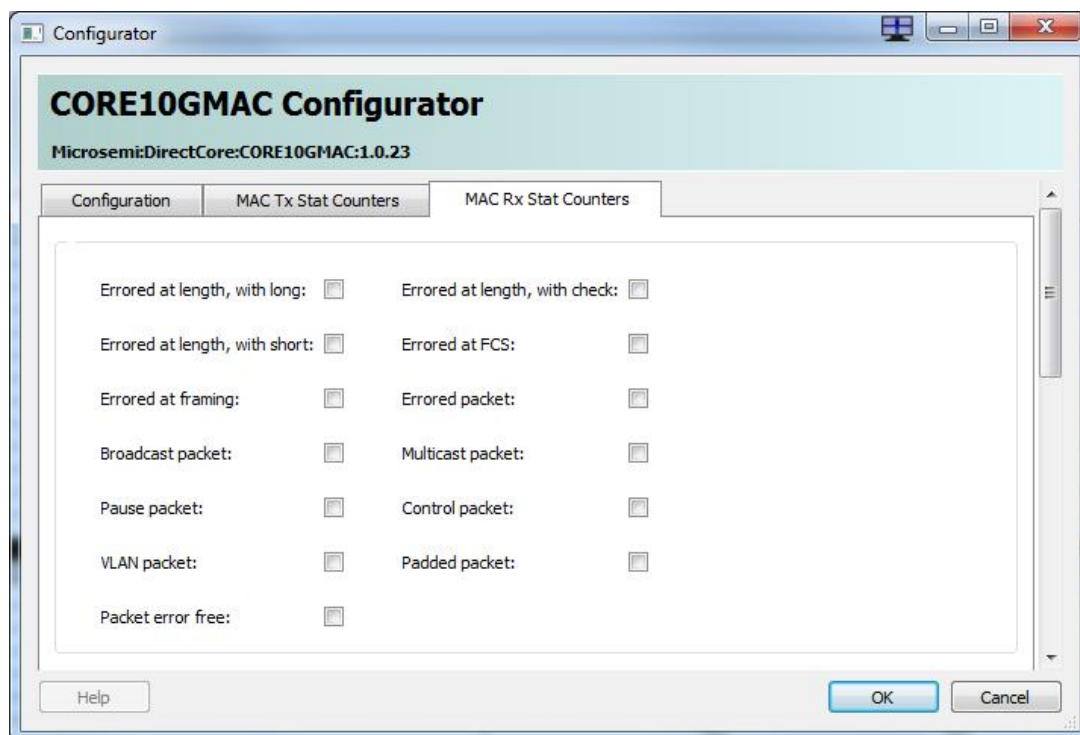 Configurator
CORE10GMAC Configurator
Microsemi:DirectCore:CORE10GMAC:1.0.23
Configuration MAC Tx Stat Counters MAC Rx Stat Counters
Errored at length, with long: Errored at length, with check:
Errored at length, with short: Errored at FCS:
Errored at framing: Errored packet:
Broadcast packet: Multicast packet:
Pause packet: Control packet:
VLAN packet: Padded packet:
Packet error free:
Help OK Cancel